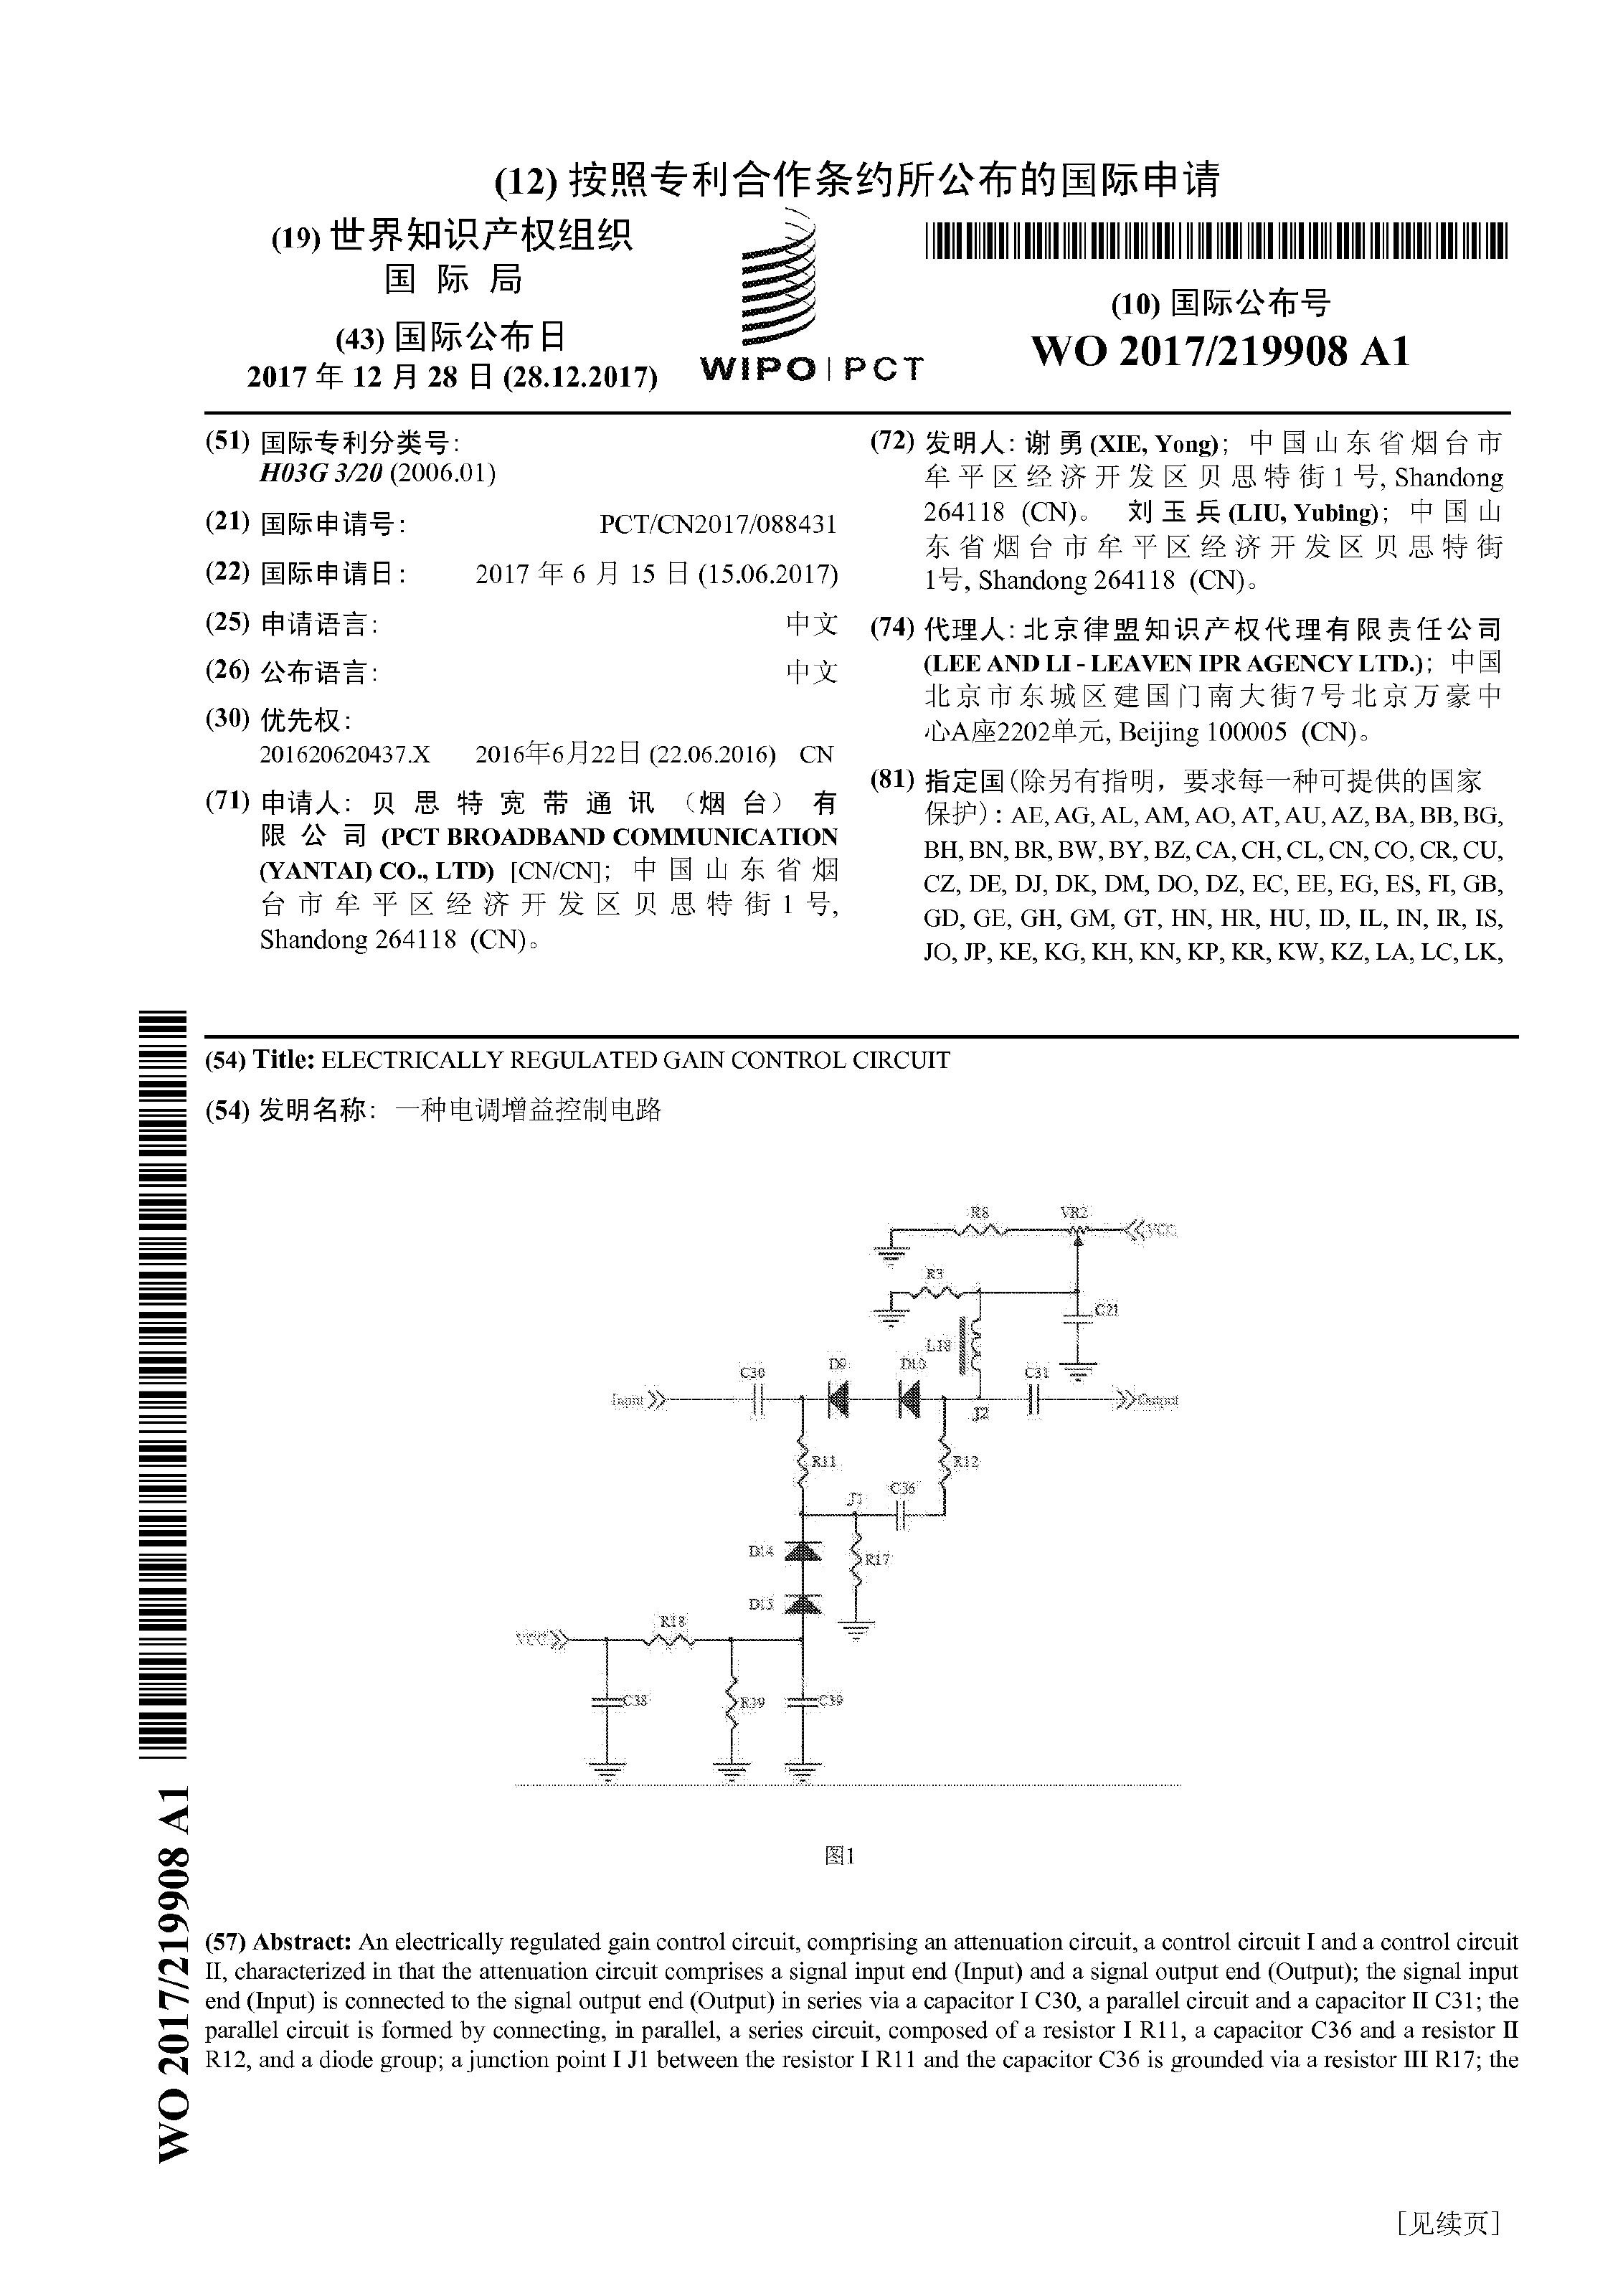 (12) 按照专利合作条约所公布的国际申请
(19) 世界知识产权组织
国 际 局
(43) 国际公布日
2017 年 12 月 28 日 (28.12.2017)
WIPO | PCT
(10) 国际公布号
WO 2017/219908 A1
(51) 国际专利分类号:
H03G 3/20 (2006.01)
(21) 国际申请号: PCT/CN2017/088431
(22) 国际申请日: 2017 年 6 月 15 日 (15.06.2017)
(25) 申请语言: 中文
(26) 公布语言: 中文
(30) 优先权:
201620620437.X 2016年6月22日 (22.06.2016) CN
(71) 申请人: 贝思特宽带通讯（烟台）有
限公司 (PCT BROADBAND COMMUNICATION
(YANTAI) CO., LTD) [CN/CN]; 中国山东省烟
台市牟平区经济开发区贝思特街1号,
Shandong 264118 (CN)。
(72) 发明人: 谢勇 (XIE, Yong); 中国山东省烟台市
牟平区经济开发区贝思特街1号, Shandong
264118 (CN)。 刘玉兵 (LIU, Yubing); 中国山
东省烟台市牟平区经济开发区贝思特街
1号, Shandong 264118 (CN)。
(74) 代理人: 北京律盟知识产权代理有限责任公司
(LEE AND LI - LEAVEN IPR AGENCY LTD.); 中国
北京市东城区建国门南大街7号北京万豪中
心A座2202单元, Beijing 100005 (CN)。
(81) 指定国(除另有指明，要求每一种可提供的国家
保护): AE, AG, AL, AM, AO, AT, AU, AZ, BA, BB, BG,
BH, BN, BR, BW, BY, BZ, CA, CH, CL, CN, CO, CR, CU,
CZ, DE, DJ, DK, DM, DO, DZ, EC, EE, EG, ES, FI, GB,
GD, GE, GH, GM, GT, HN, HR, HU, ID, IL, IN, IR, IS,
JO, JP, KE, KG, KH, KN, KP, KR, KW, KZ, LA, LC, LK,
(54) Title: ELECTRICALLY REGULATED GAIN CONTROL CIRCUIT
(54) 发明名称: 一种电调增益控制电路
R8 VR2 VCC
R3
C21
L18
C30 D9 D10 C31
Input Output
J2
R11 R12
J1 C36
D14
R17
D13
R18
VCC
C38 R39 C39
图1
(57) Abstract: An electrically regulated gain control circuit, comprising an attenuation circuit, a control circuit I and a control circuit
II, characterized in that the attenuation circuit comprises a signal input end (Input) and a signal output end (Output); the signal input
end (Input) is connected to the signal output end (Output) in series via a capacitor I C30, a parallel circuit and a capacitor II C31; the
parallel circuit is formed by connecting, in parallel, a series circuit, composed of a resistor I R11, a capacitor C36 and a resistor II
R12, and a diode group; a junction point I J1 between the resistor I R11 and the capacitor C36 is grounded via a resistor III R17; the
WO 2017/219908 A1
[见续页]